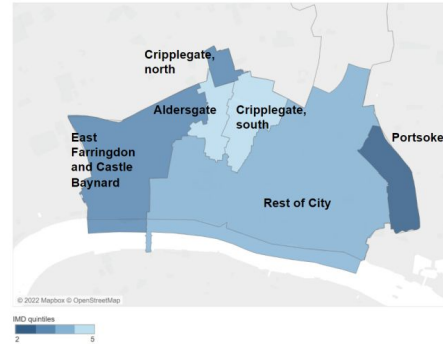 Cripplegate,
north
Aldersgate
Cripplegate,
south
East
Farringdon
and Castle
Baynard
Portsoken
Rest of City
© 2022 Mapbox © OpenStreetMap
IMD quintiles
2 5